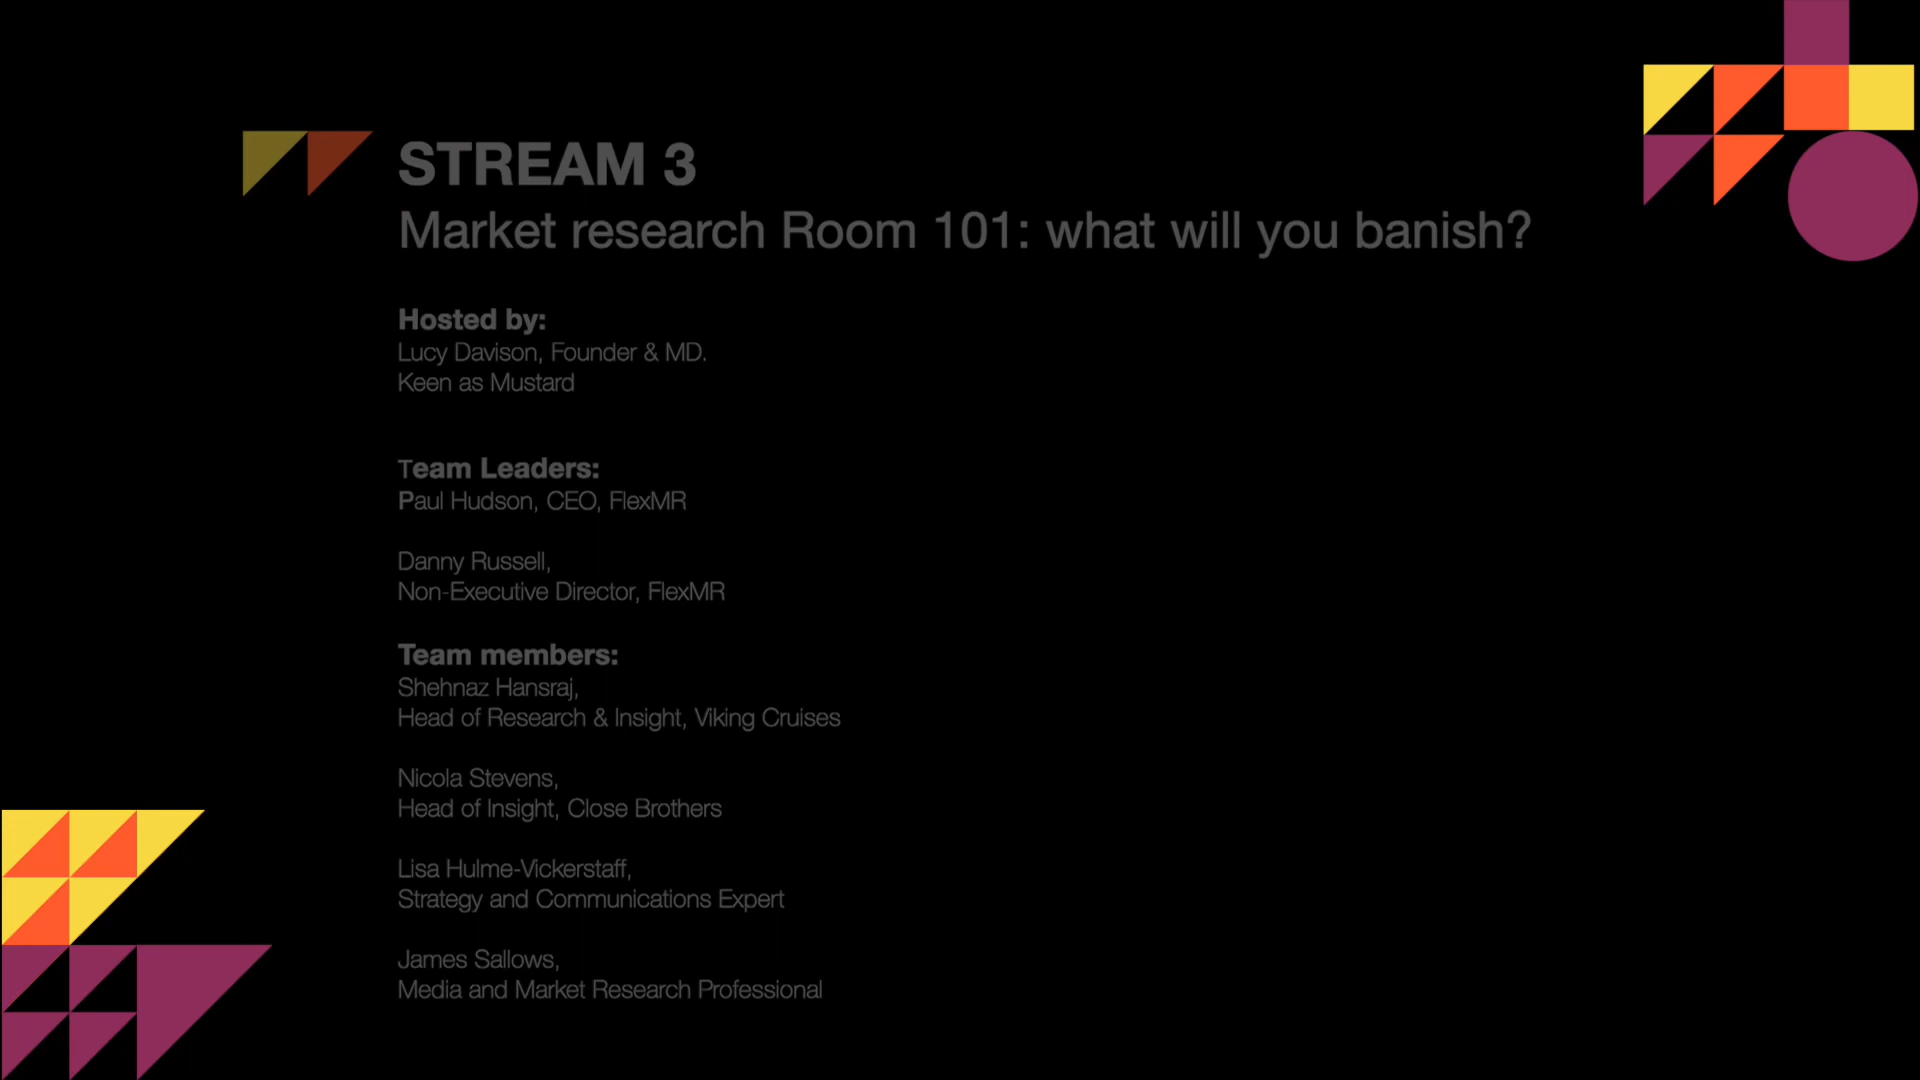 STREAM 3
Market research Room 101: what will you banish?
Hosted by:
Lucy Davison, Founder & MD.
Keen as Mustard
Team Leaders:
Paul Hudson, CEO, FlexMR
Danny Russell,
Non-Executive Director, FlexMR
Team members:
Shehnaz Hansraj,
Head of Research & Insight, Viking Cruises
Nicola Stevens,
Head of Insight, Close Brothers
Lisa Hulme-Vickerstaff,
Strategy and Communications Expert
James Sallows,
Media and Market Research Professional